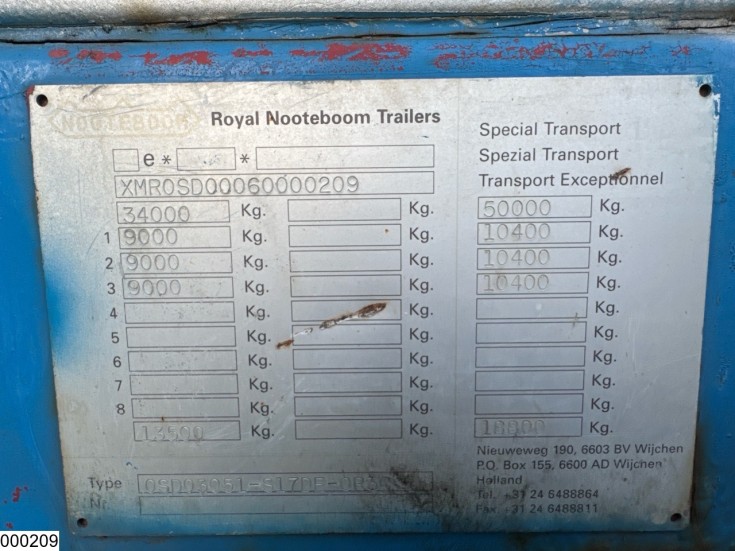 NOOTEBOOM Royal Nooteboom Trailers
Special Transport
Spezial Transport
Transport Exceptionnel
e* *
XMR0SD00060000209
34000 Kg. Kg. 50000 Kg.
1 9000 Kg. Kg. 10400 Kg.
2 9000 Kg. Kg. 10400 Kg.
3 9000 Kg. Kg. 10400 Kg.
4 Kg. Kg. Kg.
5 Kg. Kg. Kg.
6 Kg. Kg. Kg.
7 Kg. Kg. Kg.
8 Kg. Kg. Kg.
Kg. Kg. Kg.
Nieuweweg 190, 6603 BV Wijchen
P.O. Box 155, 6600 AD Wijchen
Holland
Tel. +31 24 6488864
Fax +31 24 6488811
Type
Nr.
000209